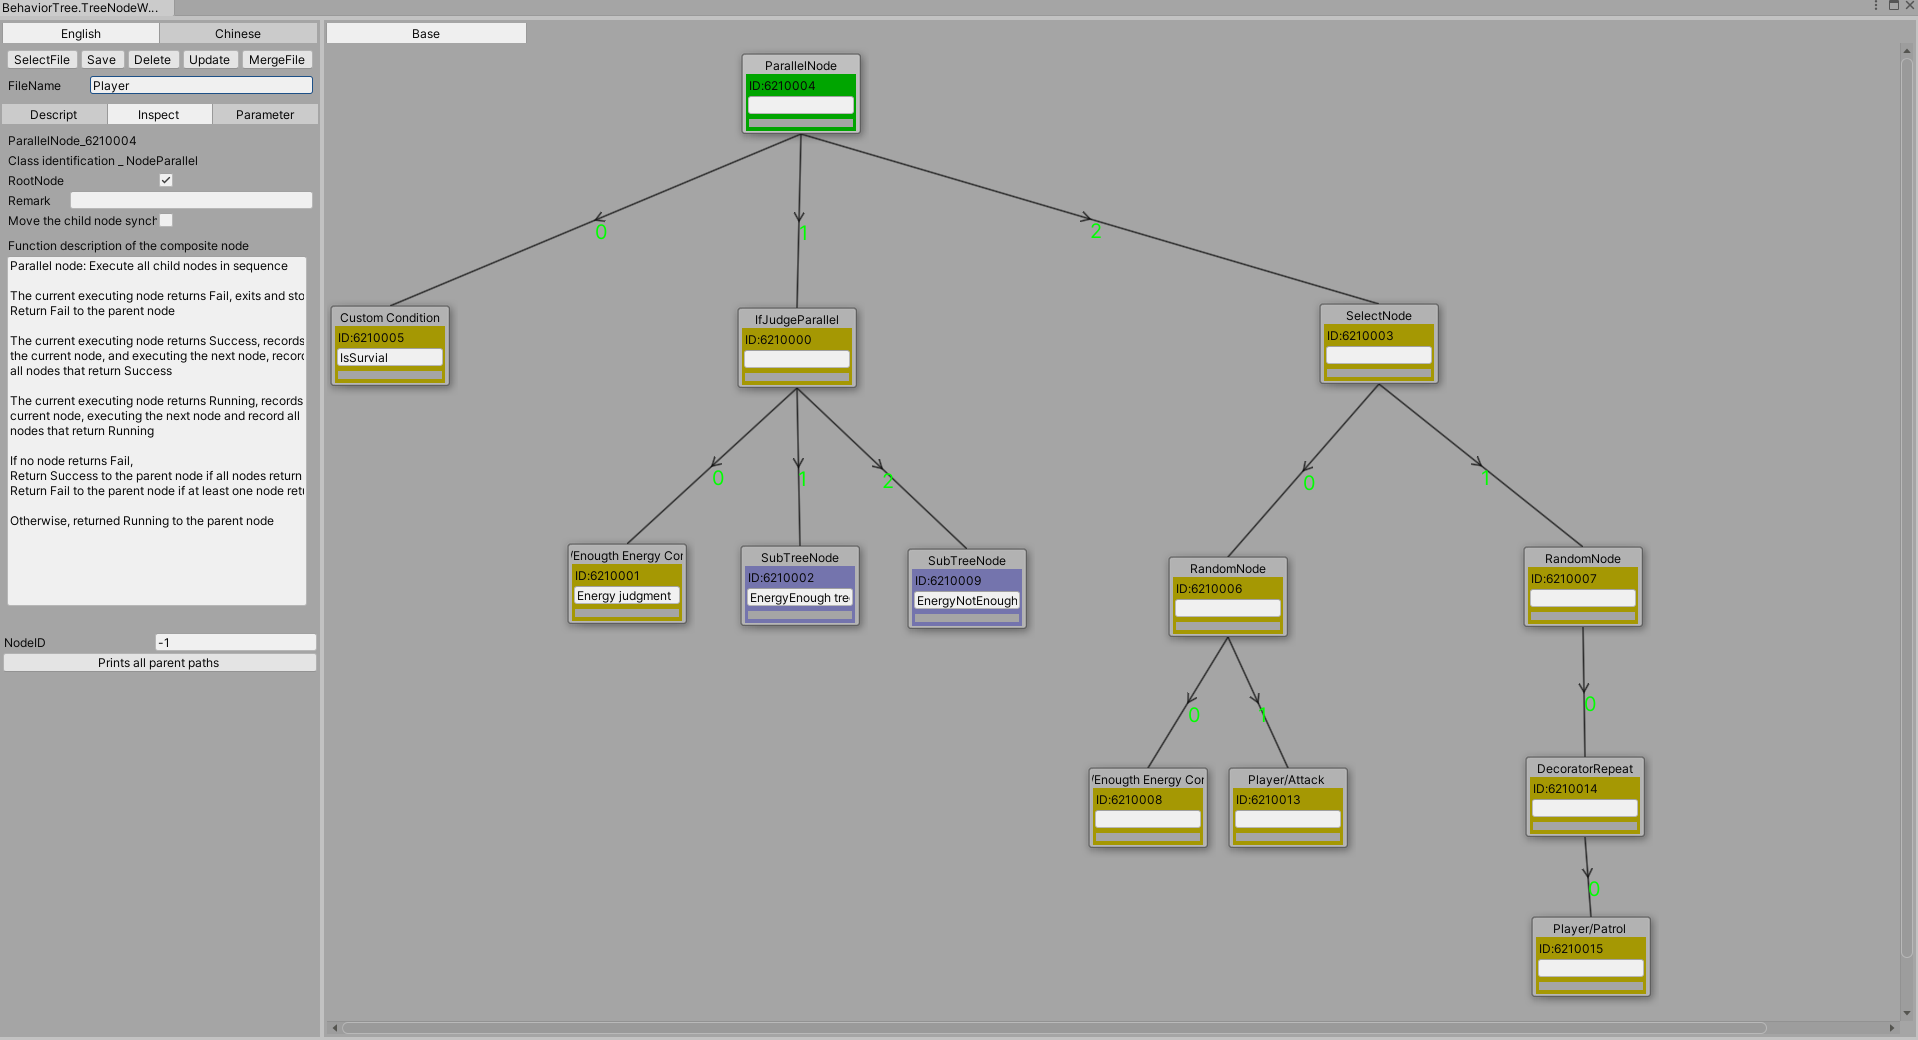 BehaviorTree.TreeNodeW...
English
Chinese
SelectFile
Save
Delete
Update
MergeFile
FileName
Player
Descript
Inspect
Parameter
ParallelNode_6210004
Class identification _ NodeParallel
RootNode
Remark
Move the child node synch
Function description of the composite node
Parallel node: Execute all child nodes in sequence
The current executing node returns Fail, exits and sto
Return Fail to the parent node
The current executing node returns Success, records
the current node, and executing the next node, record
all nodes that return Success
The current executing node returns Running, records
current node, executing the next node and record all
nodes that return Running
If no node returns Fail,
Return Success to the parent node if all nodes return
Return Fail to the parent node if at least one node retu
Otherwise, returned Running to the parent node
NodeID
-1
Prints all parent paths
Base
ParallelNode
ID:6210004
0
1
2
Custom Condition
ID:6210005
IsSurvial
IfJudgeParallel
ID:6210000
SelectNode
ID:6210003
0
1
2
0
1
/Enougth Energy Cor
ID:6210001
Energy judgment
SubTreeNode
ID:6210002
EnergyEnough tre
SubTreeNode
ID:6210009
EnergyNotEnough
RandomNode
ID:6210006
RandomNode
ID:6210007
0
1
0
/Enougth Energy Cor
ID:6210008
Player/Attack
ID:6210013
DecoratorRepeat
ID:6210014
0
Player/Patrol
ID:6210015